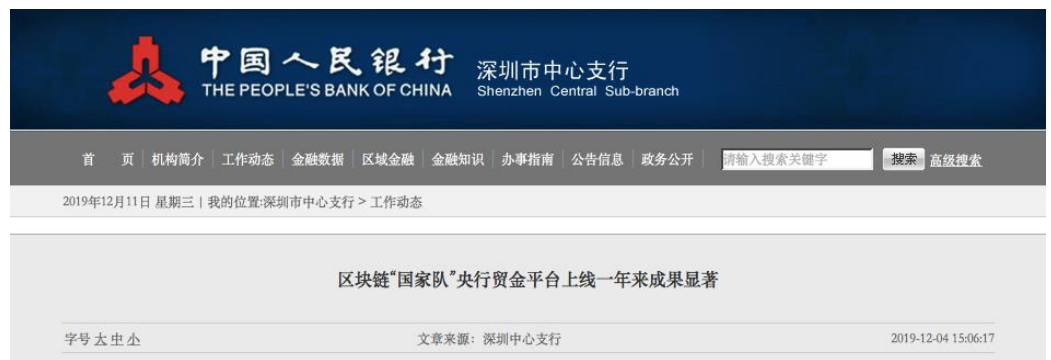 中国人民银行 深圳市中心支行
THE PEOPLE'S BANK OF CHINA Shenzhen Central Sub-branch
首 页 机构简介 工作动态 金融数据 区域金融 金融知识 办事指南 公告信息 政务公开 请输入搜索关键字 搜索 高级搜索
2019年12月11日 星期三 | 我的位置:深圳市中心支行 > 工作动态
区块链“国家队”央行贸金平台上线一年来成果显著
字号 大 中 小 文章来源：深圳中心支行 2019-12-04 15:06:17